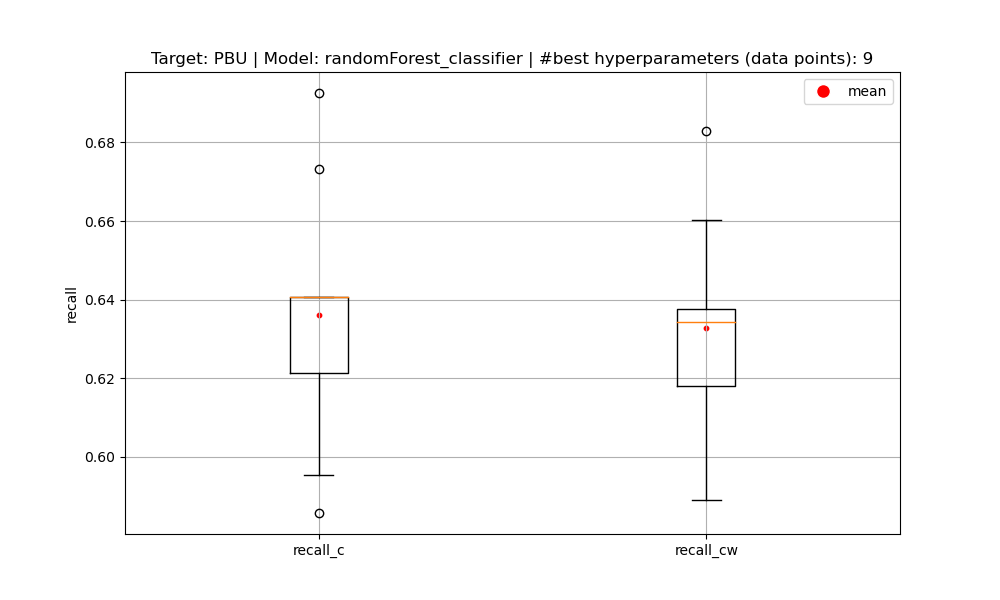 Target: PBU | Model: randomForest_classifier | #best hyperparameters (data points): 9
mean
0.68
0.66
0.64
0.62
0.60
recall
recall_c
recall_cw